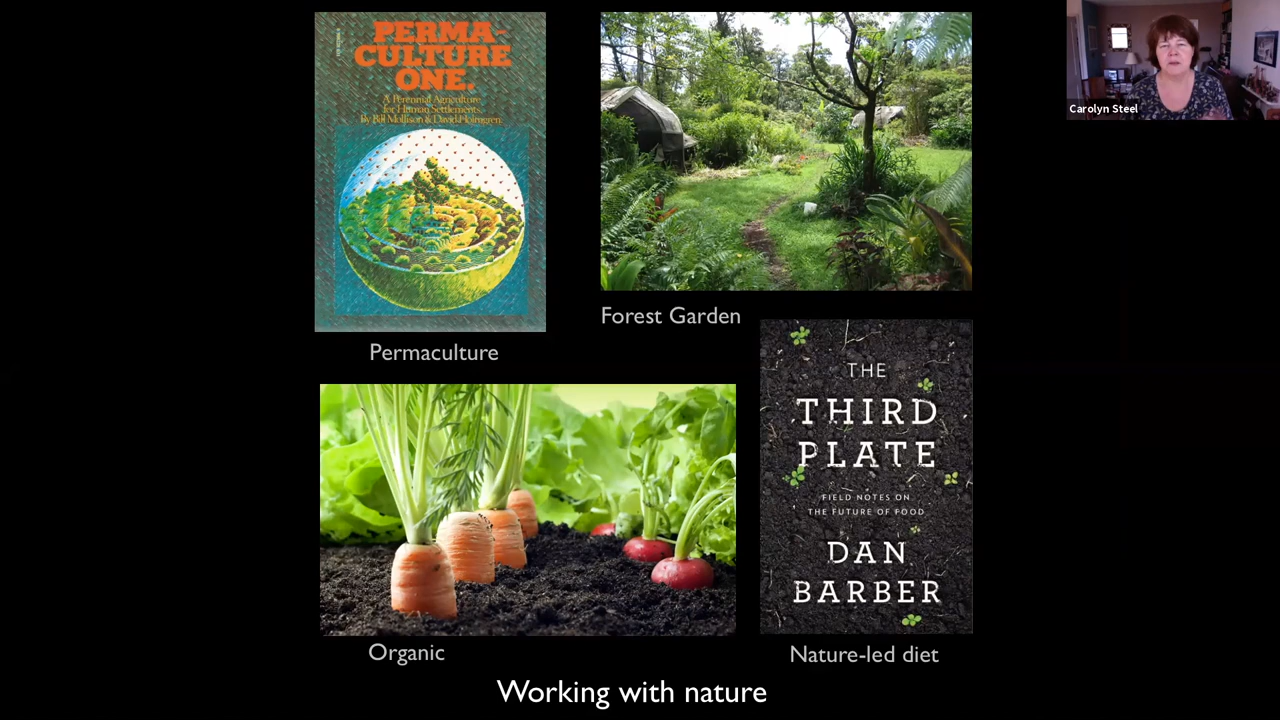 PERMA-
CULTURE
ONE.
A Perennial Agriculture
for Human Settlements.
By Bill Mollison & David Holmgren
Permaculture
Forest Garden
THE
THIRD
PLATE
FIELD NOTES ON
THE FUTURE OF FOOD
DAN
BARBER
Organic
Nature-led diet
Working with nature
Carolyn Steel